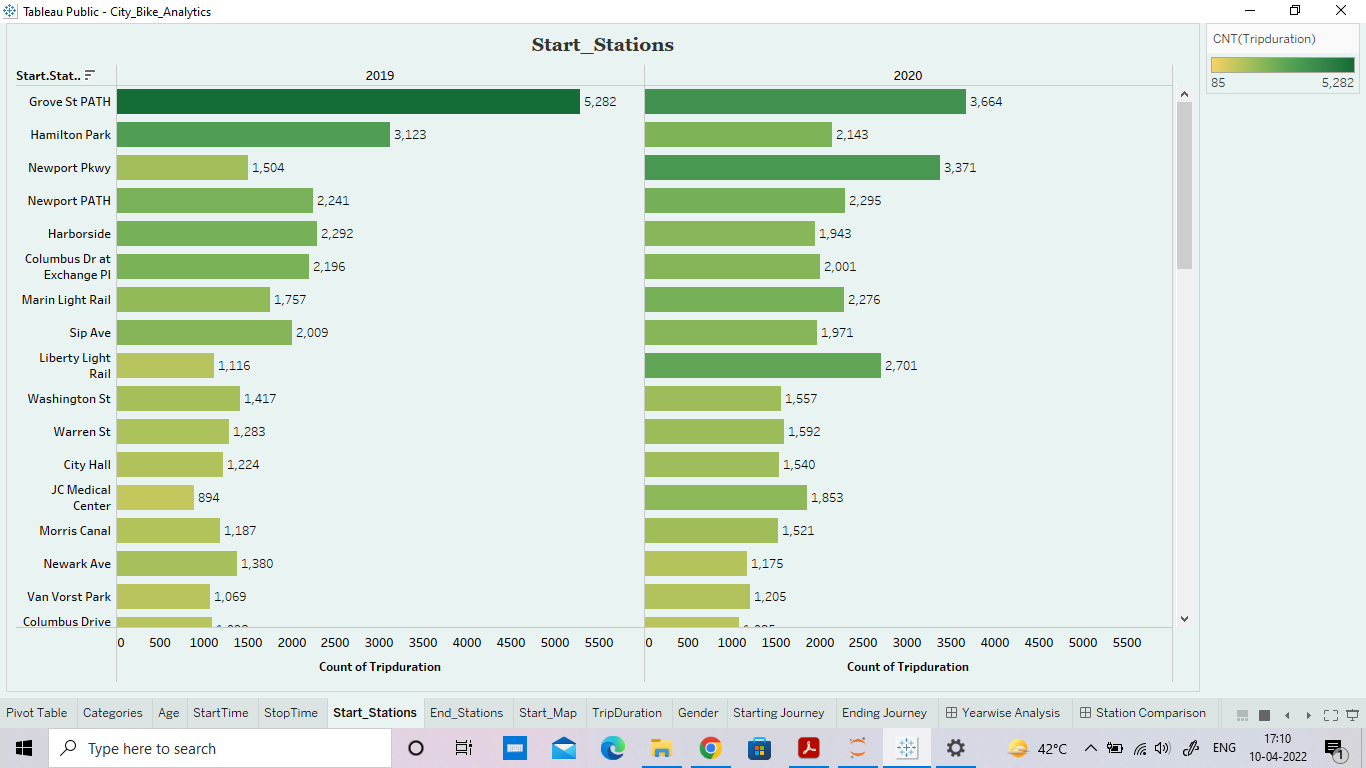 Tableau Public - City_Bike_Analytics
Start_Stations
CNT(Tripduration)
85 5,282
Start.Stat.. 2019 2020
Grove St PATH 5,282 3,664
Hamilton Park 3,123 2,143
Newport Pkwy 1,504 3,371
Newport PATH 2,241 2,295
Harborside 2,292 1,943
Columbus Dr at
Exchange Pl 2,196 2,001
Marin Light Rail 1,757 2,276
Sip Ave 2,009 1,971
Liberty Light
Rail 1,116 2,701
Washington St 1,417 1,557
Warren St 1,283 1,592
City Hall 1,224 1,540
JC Medical
Center 894 1,853
Morris Canal 1,187 1,521
Newark Ave 1,380 1,175
Van Vorst Park 1,069 1,205
Columbus Drive
0 500 1000 1500 2000 2500 3000 3500 4000 4500 5000 5500 0 500 1000 1500 2000 2500 3000 3500 4000 4500 5000 5500
Count of Tripduration Count of Tripduration
Pivot Table Categories Age StartTime StopTime Start_Stations End_Stations Start_Map TripDuration Gender Starting Journey Ending Journey Yearwise Analysis Station Comparison
Type here to search 42°C ENG 17:10
10-04-2022 1